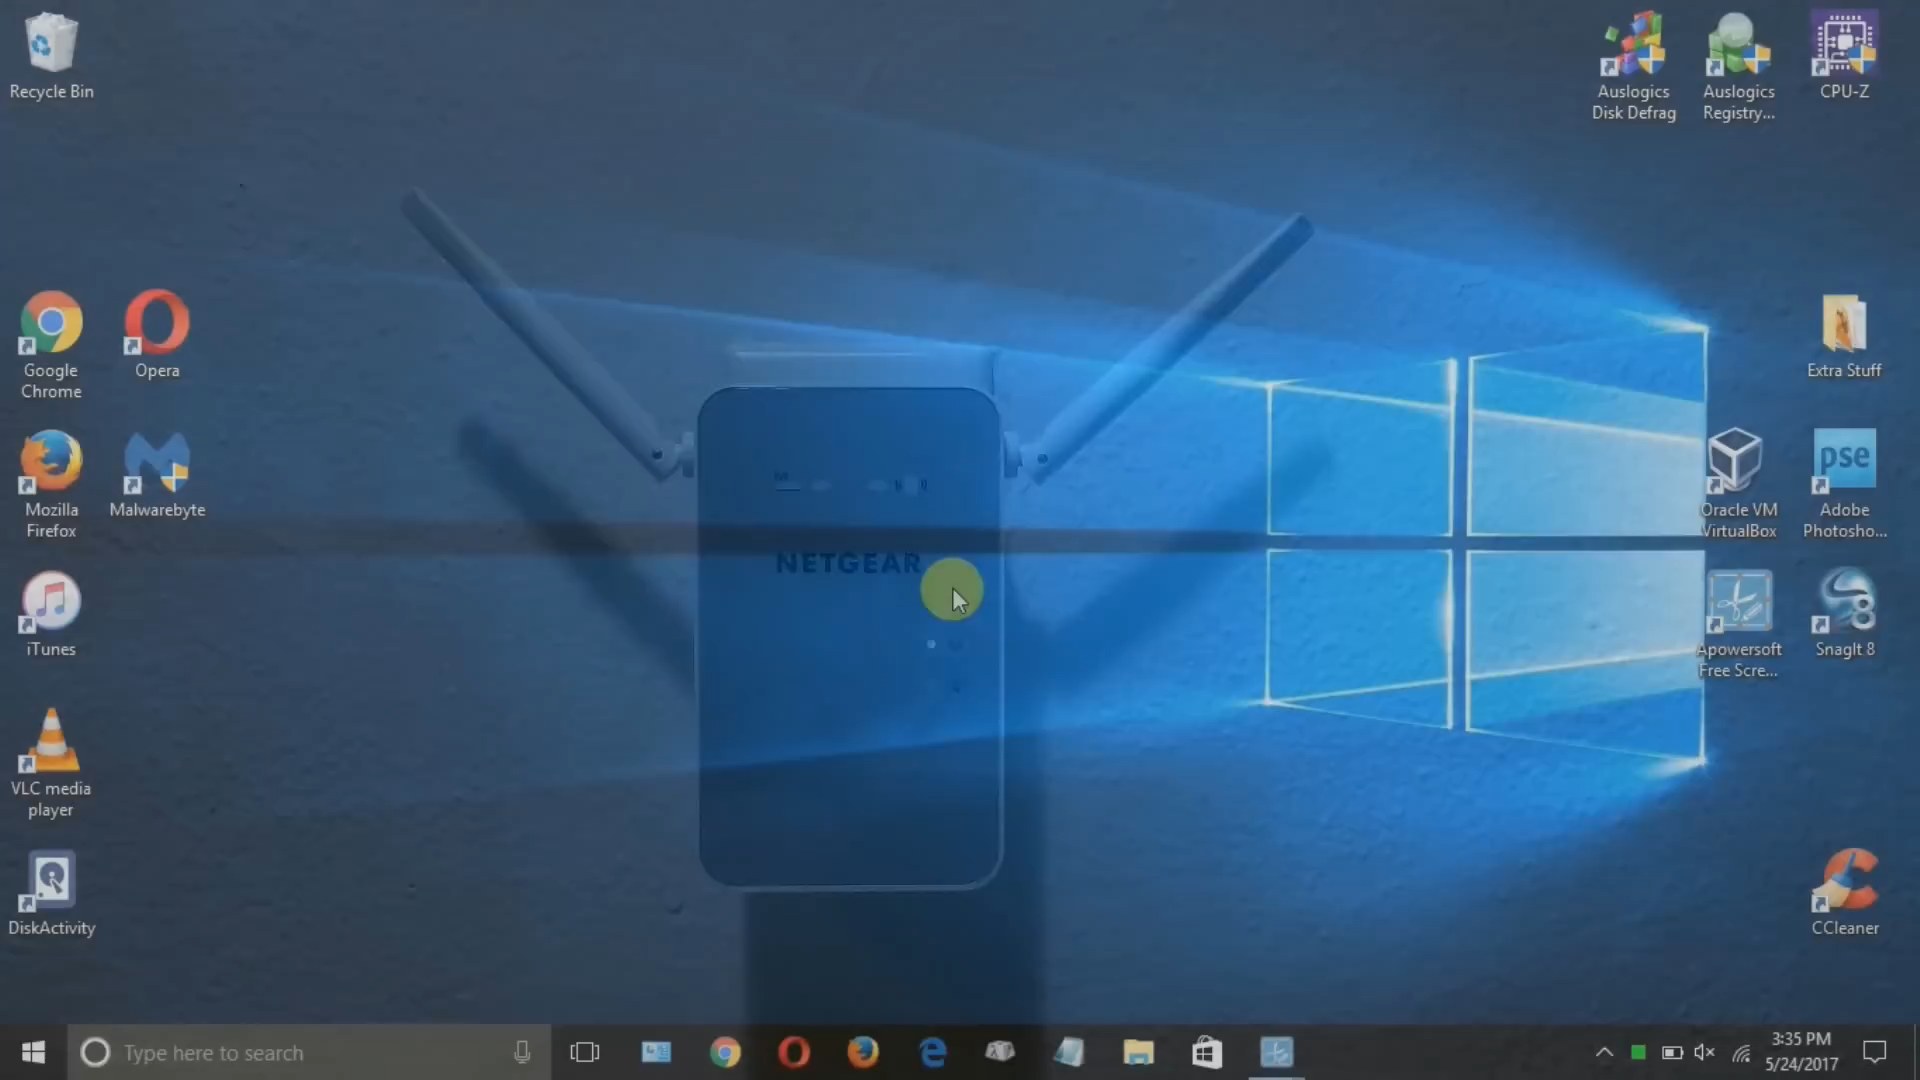 Recycle Bin
Auslogics
Disk Defrag
Auslogics
Registry...
CPU-Z
Google
Chrome
Opera
Extra Stuff
Mozilla
Firefox
Malwarebyte
Oracle VM
VirtualBox
pse
Adobe
Photosho...
NETGEAR
iTunes
Apowersoft
Free Scre...
8
SnagIt 8
VLC media
player
DiskActivity
CCleaner
Type here to search
3:35 PM
5/24/2017